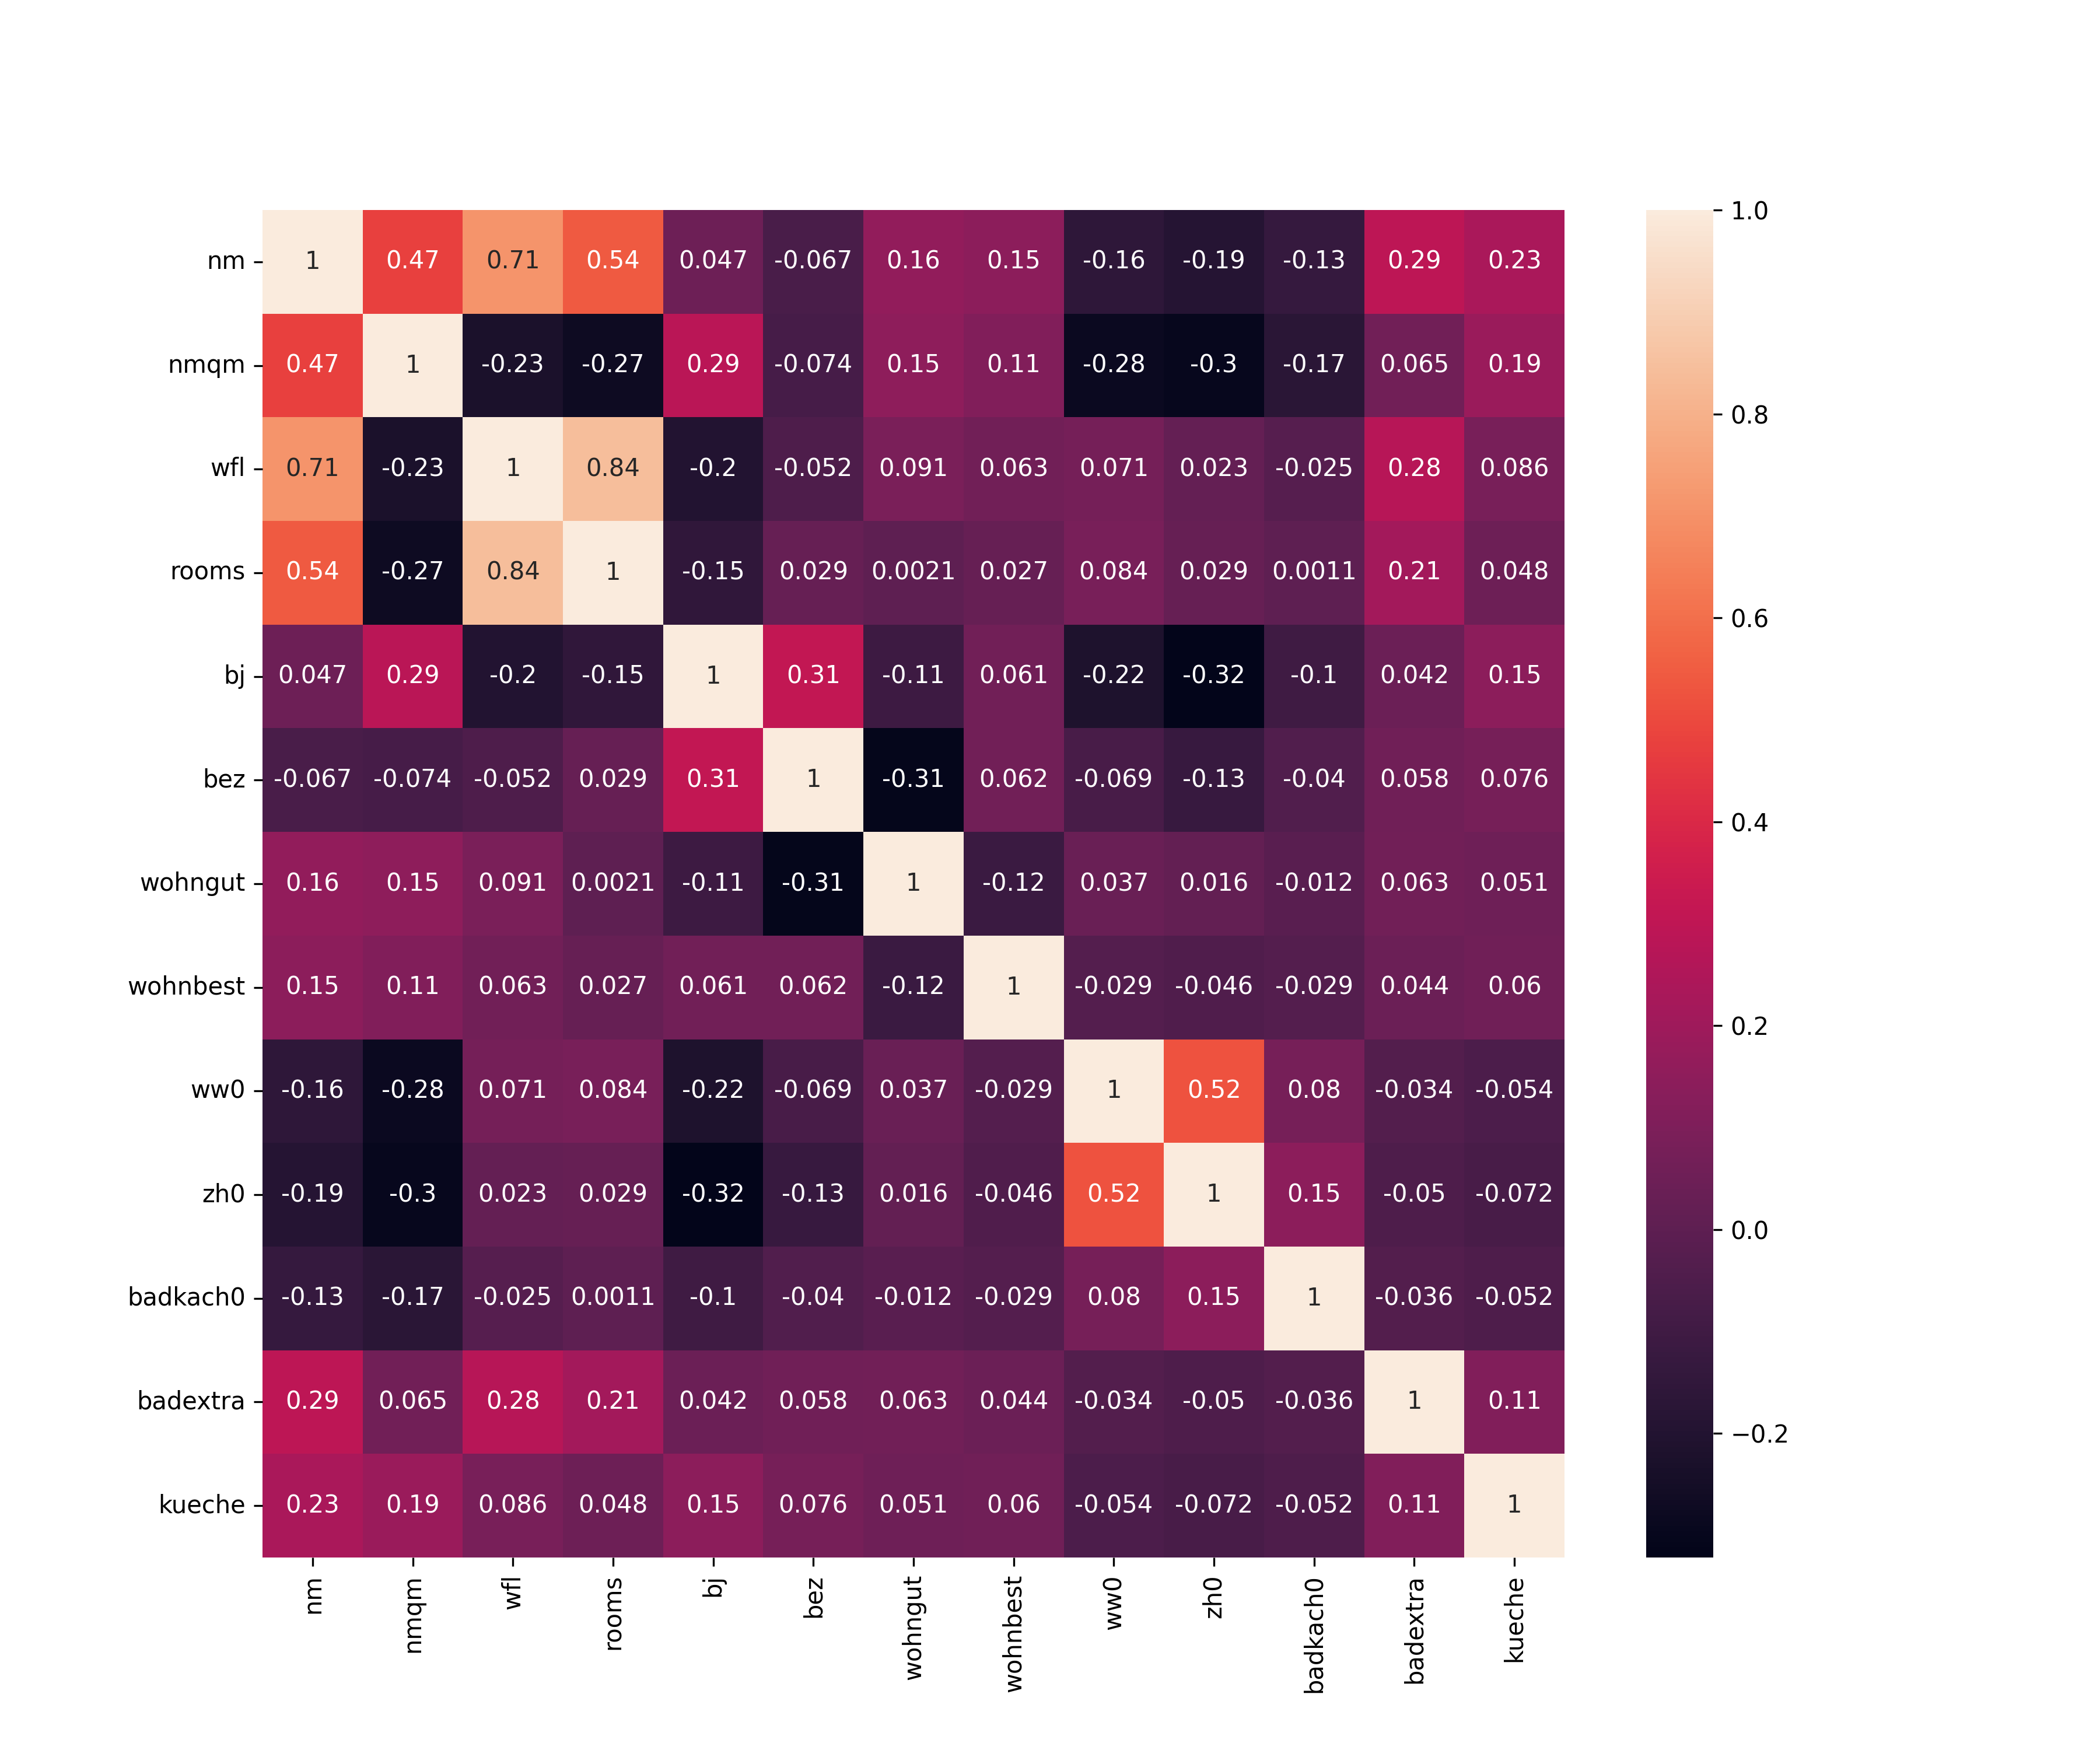 nm 1 0.47 0.71 0.54 0.047 -0.067 0.16 0.15 -0.16 -0.19 -0.13 0.29 0.23
nmqm 0.47 1 -0.23 -0.27 0.29 -0.074 0.15 0.11 -0.28 -0.3 -0.17 0.065 0.19
wfl 0.71 -0.23 1 0.84 -0.2 -0.052 0.091 0.063 0.071 0.023 -0.025 0.28 0.086
rooms 0.54 -0.27 0.84 1 -0.15 0.029 0.0021 0.027 0.084 0.029 0.0011 0.21 0.048
bj 0.047 0.29 -0.2 -0.15 1 0.31 -0.11 0.061 -0.22 -0.32 -0.1 0.042 0.15
bez -0.067 -0.074 -0.052 0.029 0.31 1 -0.31 0.062 -0.069 -0.13 -0.04 0.058 0.076
wohngut 0.16 0.15 0.091 0.0021 -0.11 -0.31 1 -0.12 0.037 0.016 -0.012 0.063 0.051
wohnbest 0.15 0.11 0.063 0.027 0.061 0.062 -0.12 1 -0.029 -0.046 -0.029 0.044 0.06
ww0 -0.16 -0.28 0.071 0.084 -0.22 -0.069 0.037 -0.029 1 0.52 0.08 -0.034 -0.054
zh0 -0.19 -0.3 0.023 0.029 -0.32 -0.13 0.016 -0.046 0.52 1 0.15 -0.05 -0.072
badkach0 -0.13 -0.17 -0.025 0.0011 -0.1 -0.04 -0.012 -0.029 0.08 0.15 1 -0.036 -0.052
badextra 0.29 0.065 0.28 0.21 0.042 0.058 0.063 0.044 -0.034 -0.05 -0.036 1 0.11
kueche 0.23 0.19 0.086 0.048 0.15 0.076 0.051 0.06 -0.054 -0.072 -0.052 0.11 1
nm nmqm wfl rooms bj bez wohngut wohnbest ww0 zh0 badkach0 badextra kueche
1.0
0.8
0.6
0.4
0.2
0.0
−0.2